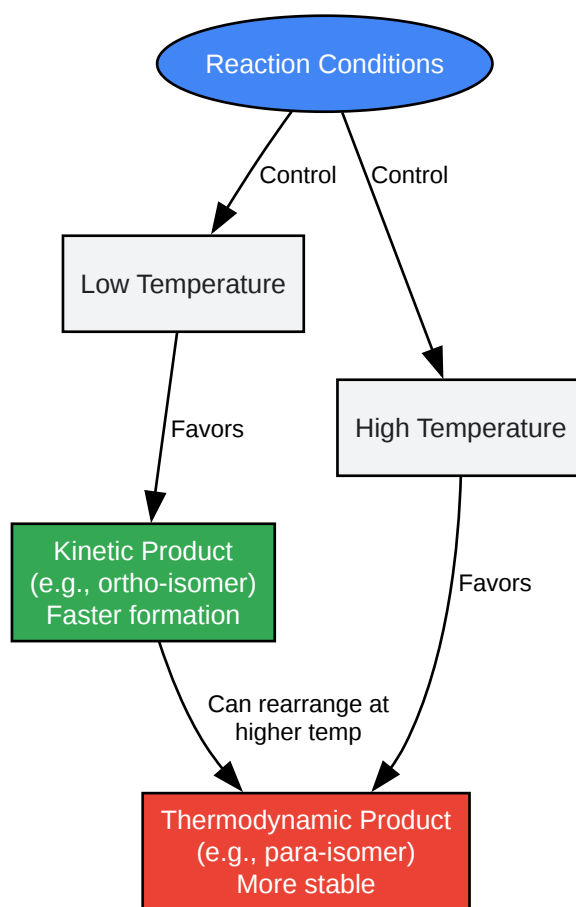 Reaction Conditions
Control
Control
Low Temperature
High Temperature
Favors
Kinetic Product
(e.g., ortho-isomer)
Faster formation
Favors
Can rearrange at
higher temp
Thermodynamic Product
(e.g., para-isomer)
More stable